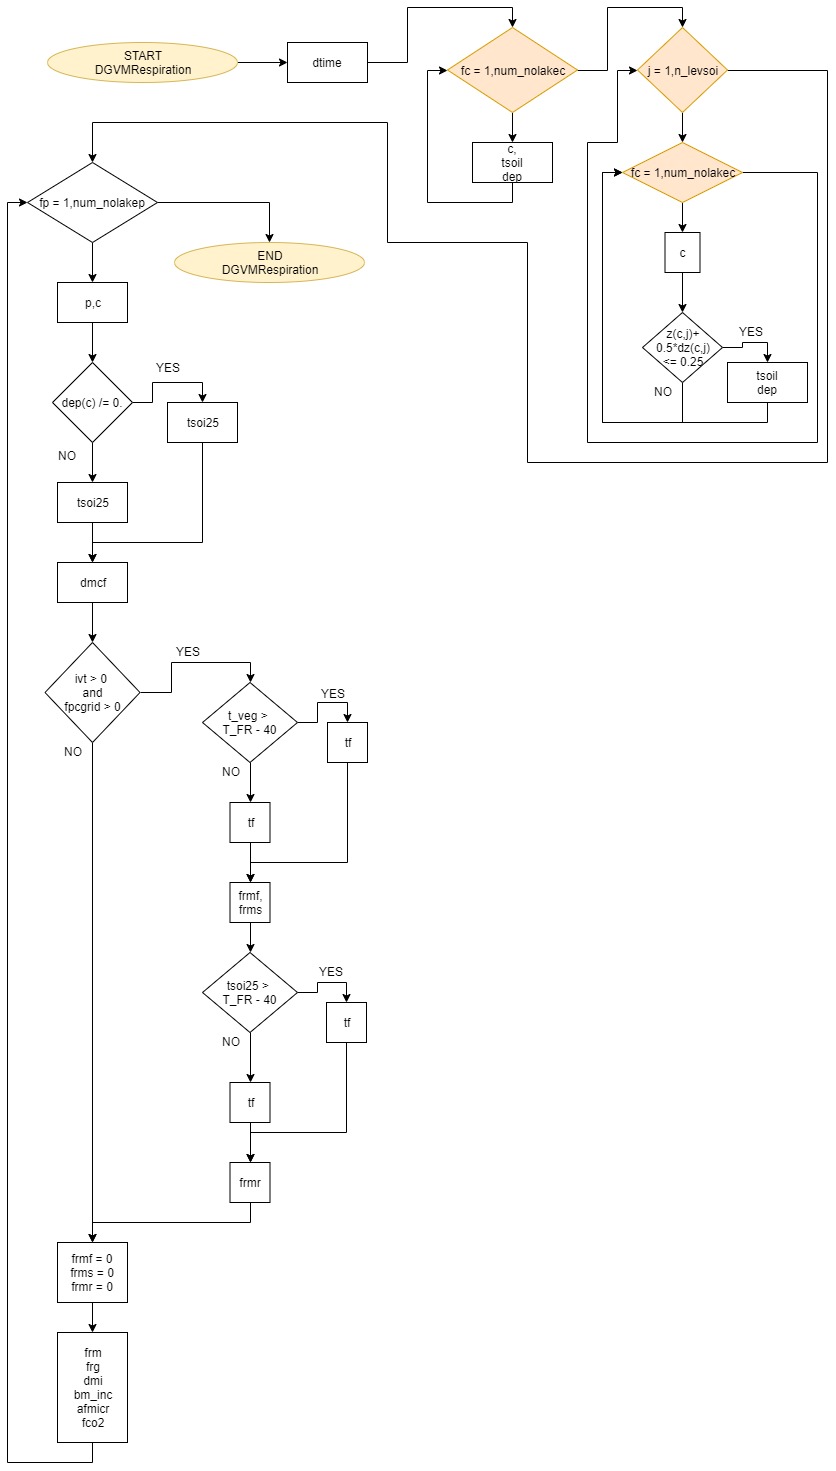 START
DGVMRespiration
dtime
fc = 1,num_nolakec
c,
tsoil
dep
j = 1,n_levsoi
fc = 1,num_nolakec
c
z(c,j)+
0.5*dz(c,j)
<= 0.25
YES
NO
tsoil
dep
fp = 1,num_nolakep
END
DGVMRespiration
p,c
dep(c) /= 0.
YES
tsoi25
NO
tsoi25
dmcf
ivt > 0
and
fpcgrid > 0
YES
NO
t_veg >
T_FR - 40
YES
tf
NO
tf
frmf,
frms
tsoi25 >
T_FR - 40
YES
tf
NO
tf
frmr
frmf = 0
frms = 0
frmr = 0
frm
frg
dmi
bm_inc
afmicr
fco2